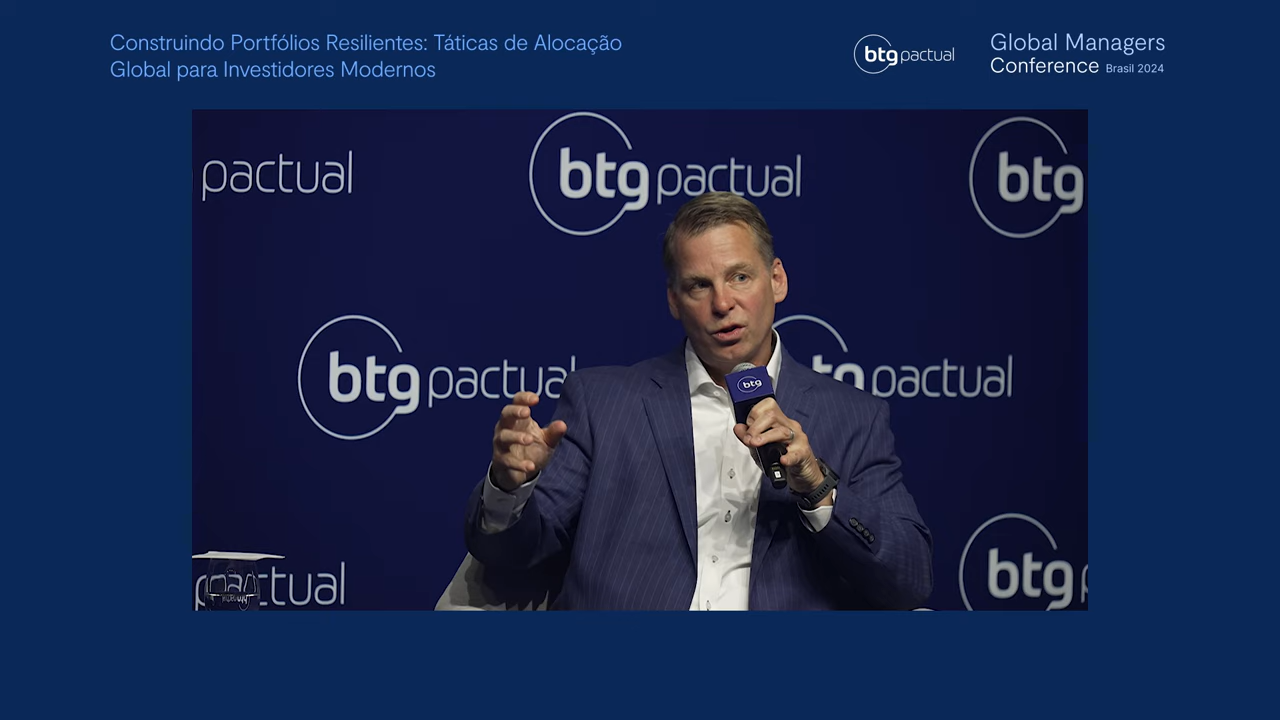 Construindo Portfólios Resilientes: Táticas de Alocação
Global para Investidores Modernos
btg pactual
Global Managers
Conference Brasil 2024
pactual
btg pactual
btg
btg pactual
btg
btg pactual
pactual
btg